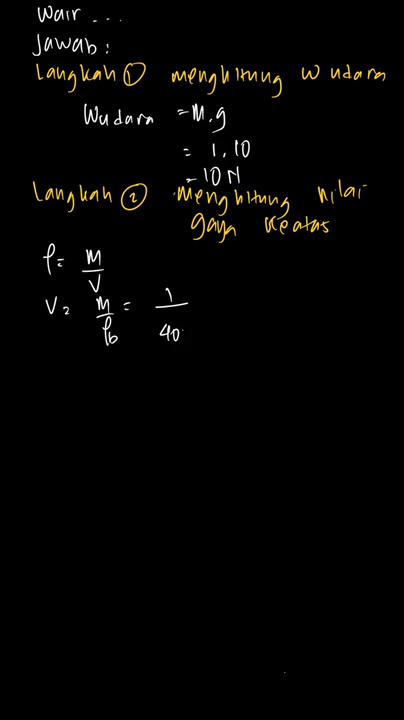 Wair ...
Jawab :
Langkah ① menghitung w udara
Wudara = M.g
= 1.10
= 10 N
Langkah ② menghitung nilai
gaya keatas
ρ = M/V
V = M/ρb = 1/40